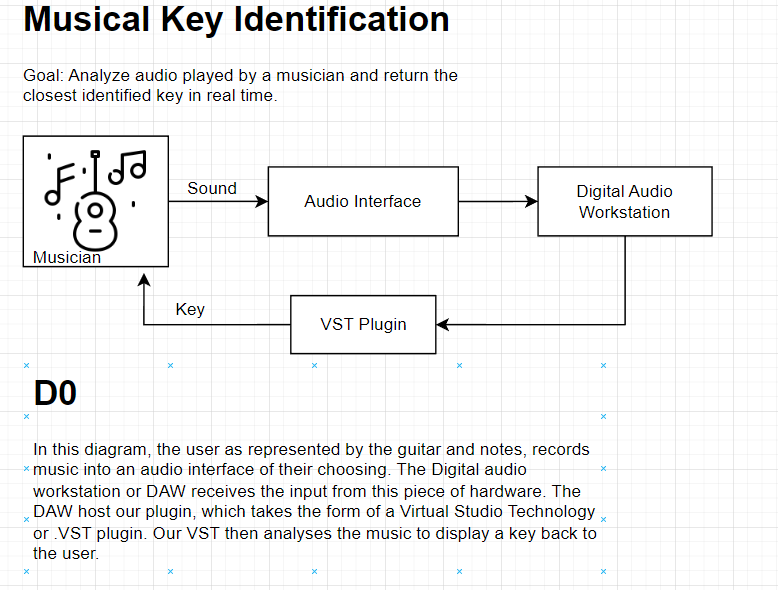 Musical Key Identification
Goal: Analyze audio played by a musician and return the
closest identified key in real time.
Musician
Sound
Audio Interface
Digital Audio
Workstation
Key
VST Plugin
D0
In this diagram, the user as represented by the guitar and notes, records
music into an audio interface of their choosing. The Digital audio
workstation or DAW receives the input from this piece of hardware. The
DAW host our plugin, which takes the form of a Virtual Studio Technology
or .VST plugin. Our VST then analyses the music to display a key back to
the user.